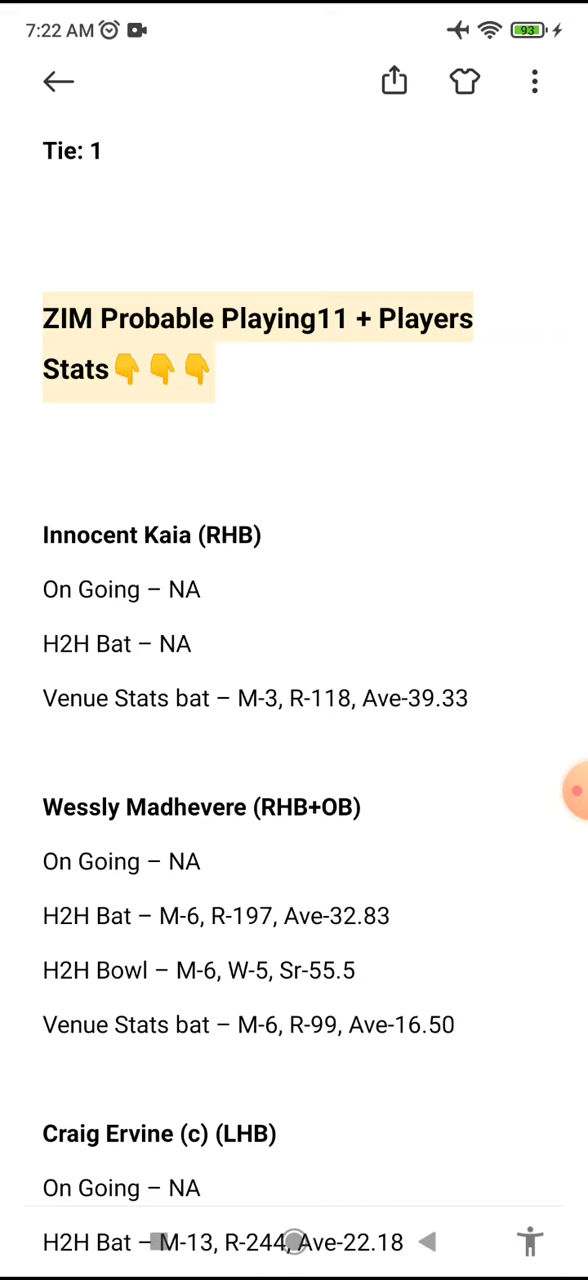 7:22 AM
93
Tie: 1
ZIM Probable Playing11 + Players
Stats👇👇👇
Innocent Kaia (RHB)
On Going – NA
H2H Bat – NA
Venue Stats bat – M-3, R-118, Ave-39.33
Wessly Madhevere (RHB+OB)
On Going – NA
H2H Bat – M-6, R-197, Ave-32.83
H2H Bowl – M-6, W-5, Sr-55.5
Venue Stats bat – M-6, R-99, Ave-16.50
Craig Ervine (c) (LHB)
On Going – NA
H2H Bat – M-13, R-244, Ave-22.18